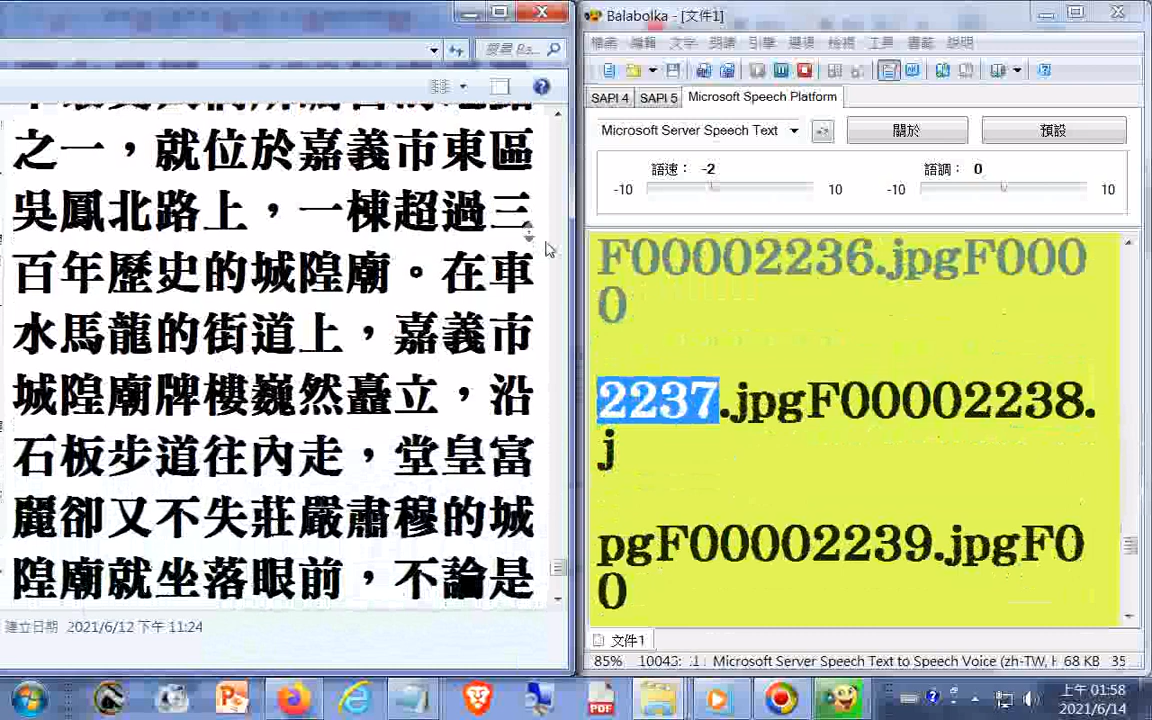 之一，就位於嘉義市東區
吳鳳北路上，一棟超過三
百年歷史的城隍廟。在車
水馬龍的街道上，嘉義市
城隍廟牌樓巍然矗立，沿
石板步道往內走，堂皇富
麗卻又不失莊嚴肅穆的城
隍廟就坐落眼前，不論是
建立日期 2021/6/12 下午 11:24
Balabolka - [文件1]
檔案 編輯 文字 朗讀 引擎 選項 檢視 工具 書籤 說明
SAPI 4 SAPI 5 Microsoft Speech Platform
Microsoft Server Speech Text 關於 預設
語速： -2 語調： 0
-10 10 -10 10
F00002236.jpgF000
0
2237.jpgF00002238.
j
pgF00002239.jpgF0
0
文件1
85% Microsoft Server Speech Text to Speech Voice (zh-TW, 68 KB 35
PDF
上午 01:58
2021/6/14